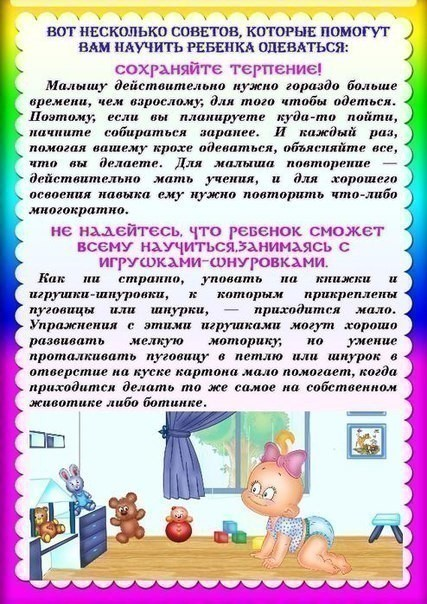 ВОТ НЕСКОЛЬКО СОВЕТОВ, КОТОРЫЕ ПОМОГУТ
ВАМ НАУЧИТЬ РЕБЕНКА ОДЕВАТЬСЯ:
СОХРАНЯЙТЕ ТЕРПЕНИЕ!
Малышу действительно нужно гораздо больше
времени, чем взрослому, для того чтобы одеться.
Поэтому, если вы планируете куда-то пойти,
начните собираться заранее. И каждый раз,
помогая вашему крохе одеваться, объясняйте все,
что вы делаете. Для малыша повторение —
действительно мать учения, и для хорошего
освоения навыка ему нужно повторить что-либо
многократно.
НЕ НАДЕЙТЕСЬ, ЧТО РЕБЕНОК СМОЖЕТ
ВСЕМУ НАУЧИТЬСЯ,ЗАНИМАЯСЬ С
ИГРУШКАМИ-ШНУРОВКАМИ.
Как ни странно, уповать на книжки и
игрушки-шнуровки, к которым прикреплены
пуговицы или шнурки, — приходится мало.
Упражнения с этими игрушками могут хорошо
развивать мелкую моторику, но умение
проталкивать пуговицу в петлю или шнурок в
отверстие на куске картона мало помогает, когда
приходится делать то же самое на собственном
животике либо ботинке.